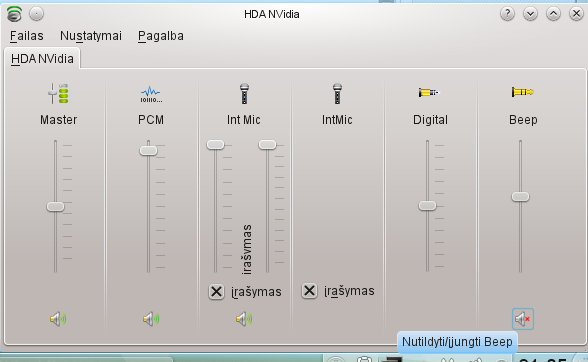 HDA NVidia
Failas Nustatymai Pagalba
HDA NVidia
Master PCM Int Mic IntMic Digital Beep
įrašymas
įrašymas įrašymas
Nutildyti/įjungti Beep